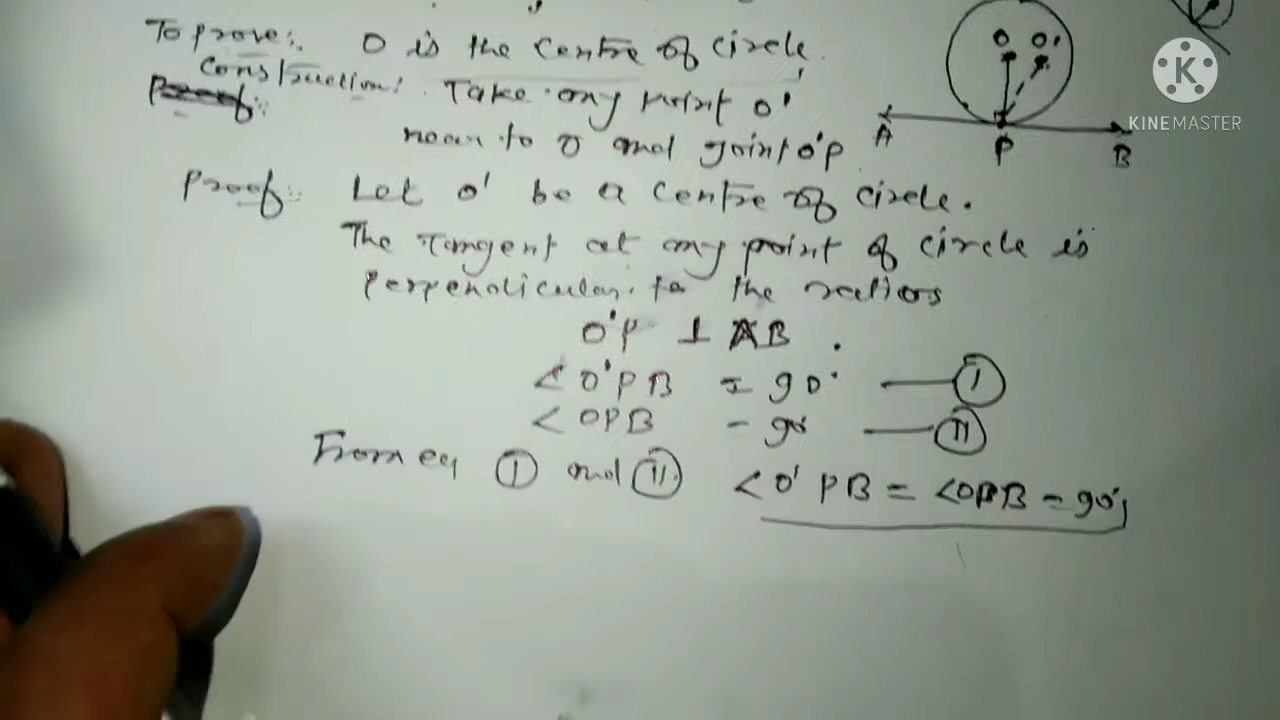 To prove:. O is the Centre of circle.
Construction: Take any point O'
near to O and joint O'P
Proof: Let O' be a Centre of circle.
The Tangent at any point of circle is
Perpendicular to the radios
O'P ⊥ AB.
<O'PB = 90° — I
<OPB = 90 — II
From eq I and II <O'PB = <OPB = 90°,
O O'
A P B
K
KINEMASTER